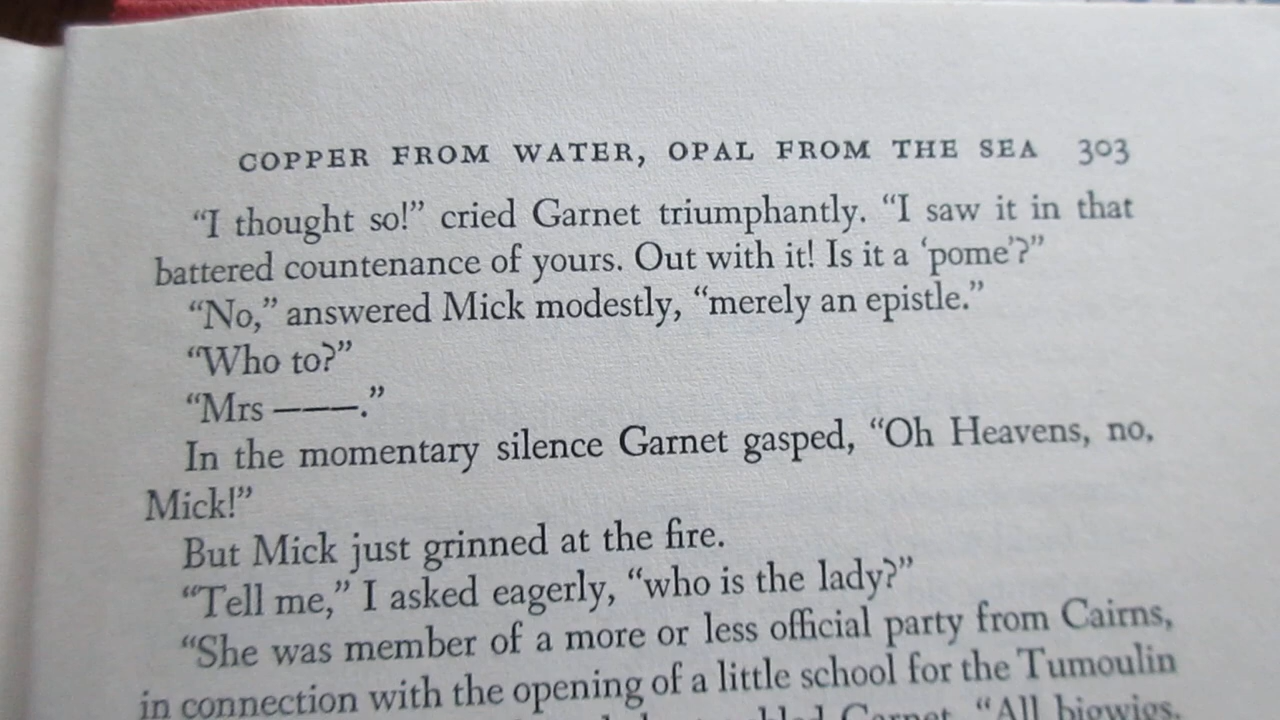 COPPER FROM WATER, OPAL FROM THE SEA 303
“I thought so!” cried Garnet triumphantly. “I saw it in that
battered countenance of yours. Out with it! Is it a ‘pome’?”
“No,” answered Mick modestly, “merely an epistle.”
“Who to?”
“Mrs ———.”
In the momentary silence Garnet gasped, “Oh Heavens, no,
Mick!”
But Mick just grinned at the fire.
“Tell me,” I asked eagerly, “who is the lady?”
“She was member of a more or less official party from Cairns,
in connection with the opening of a little school for the Tumoulin
Garnet. “All bigwigs,